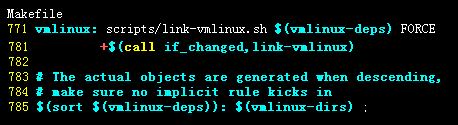 Makefile
771 vmlinux: scripts/link-vmlinux.sh $(vmlinux-deps) FORCE
772 +$(call if_changed,link-vmlinux)
782
783 # The actual objects are generated when descending,
784 # make sure no implicit rule kicks in
785 $(sort $(vmlinux-deps)): $(vmlinux-dirs) ;